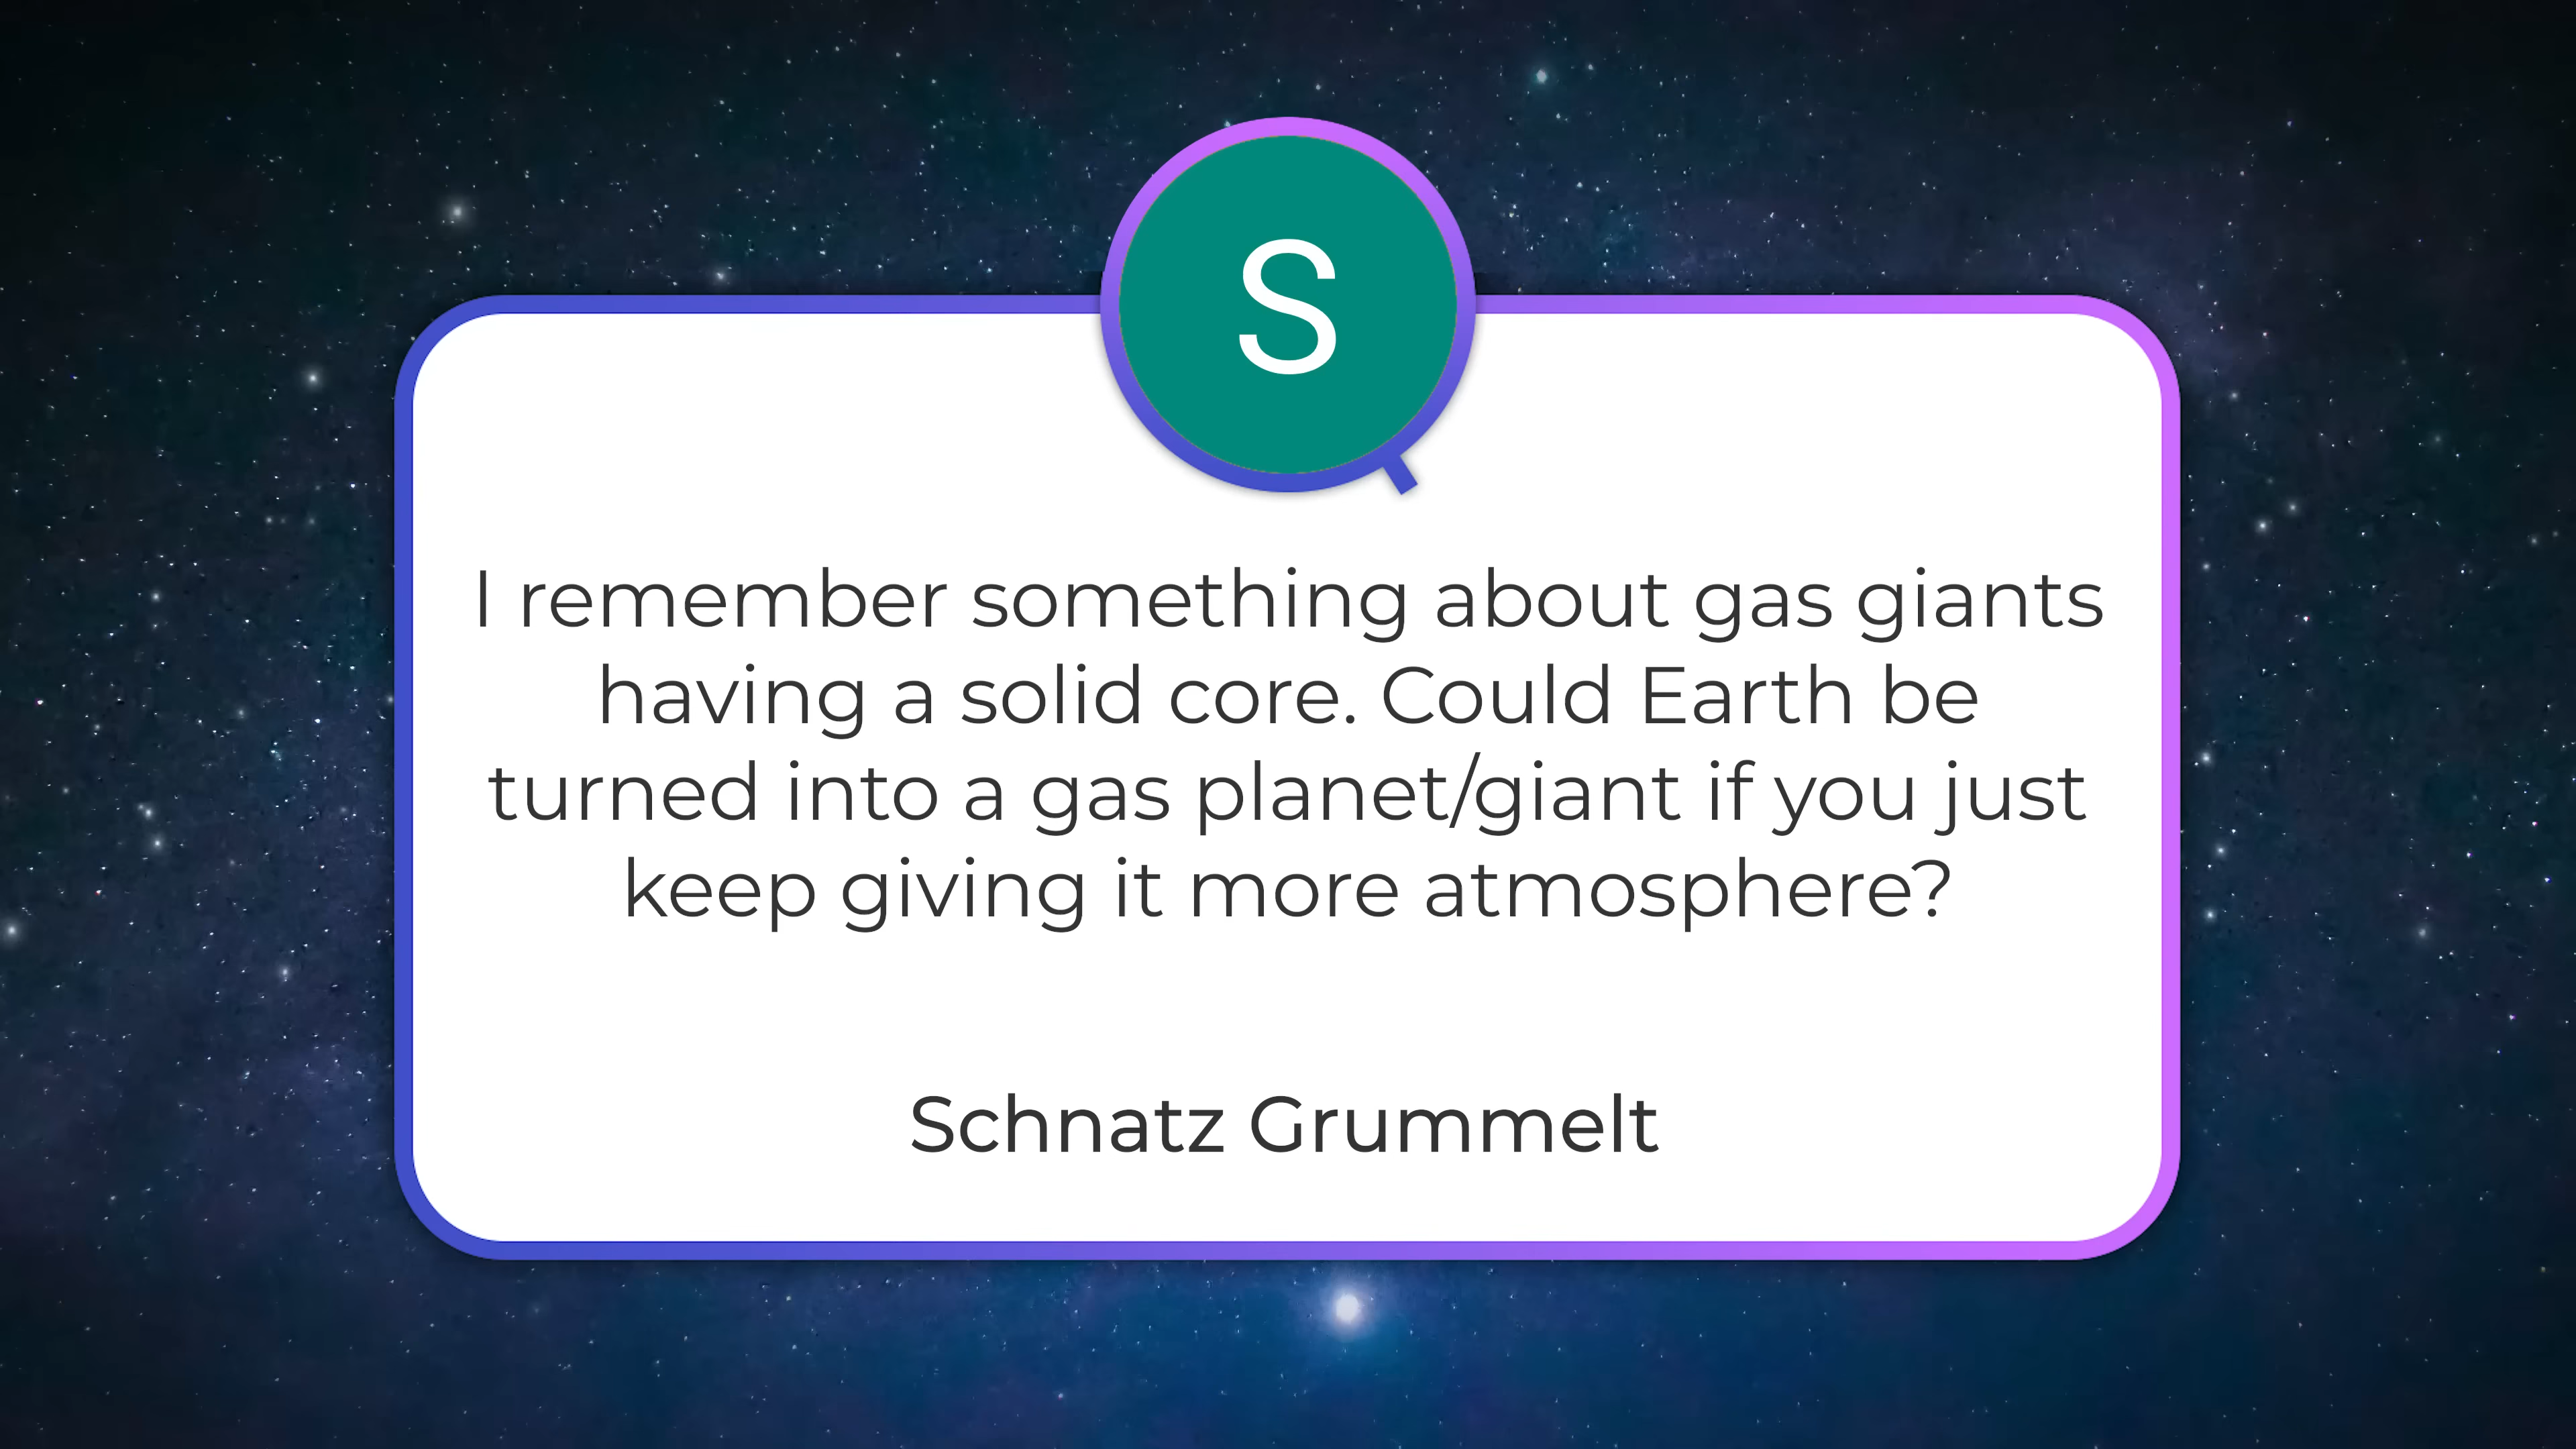 S
I remember something about gas giants
having a solid core. Could Earth be
turned into a gas planet/giant if you just
keep giving it more atmosphere?
Schnatz Grummelt